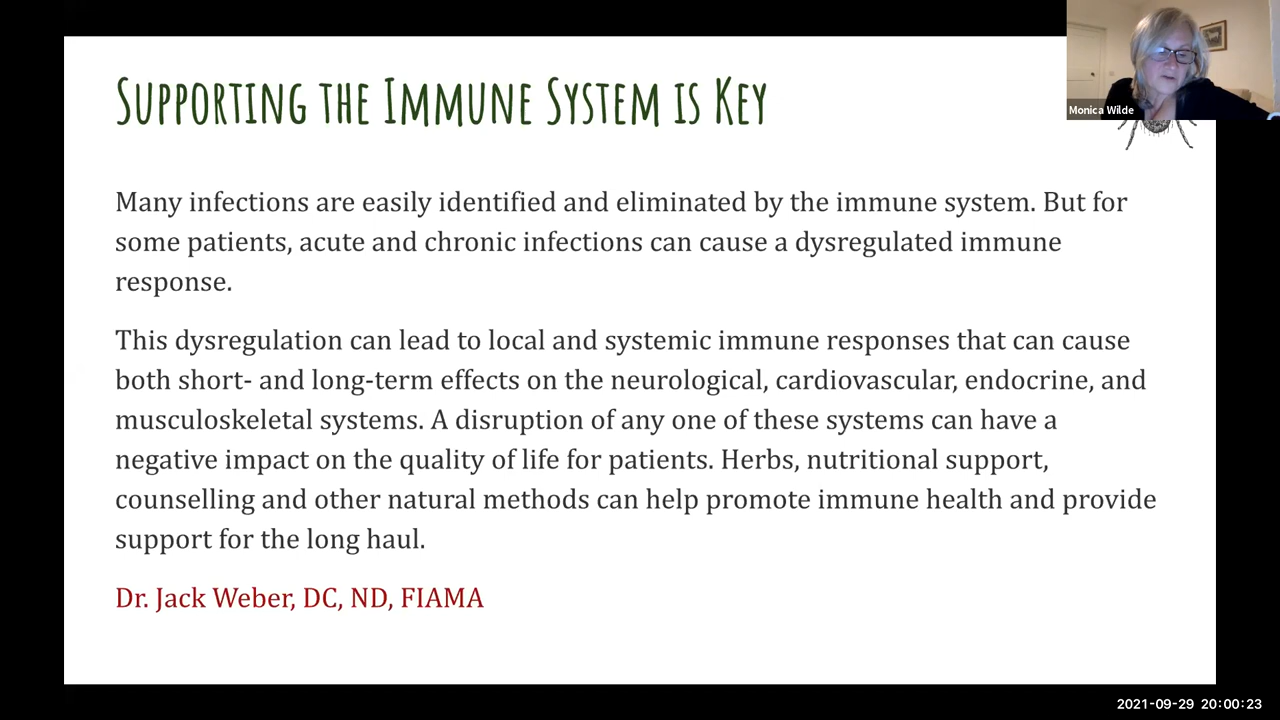 Supporting the Immune System is Key
Monica Wilde
Many infections are easily identified and eliminated by the immune system. But for
some patients, acute and chronic infections can cause a dysregulated immune
response.
This dysregulation can lead to local and systemic immune responses that can cause
both short- and long-term effects on the neurological, cardiovascular, endocrine, and
musculoskeletal systems. A disruption of any one of these systems can have a
negative impact on the quality of life for patients. Herbs, nutritional support,
counselling and other natural methods can help promote immune health and provide
support for the long haul.
Dr. Jack Weber, DC, ND, FIAMA
2021-09-29 20:00:23